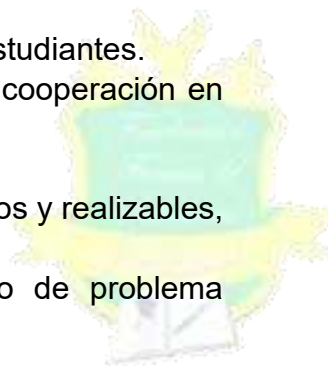 studiantes.
cooperación en
os y realizables,
o de problema